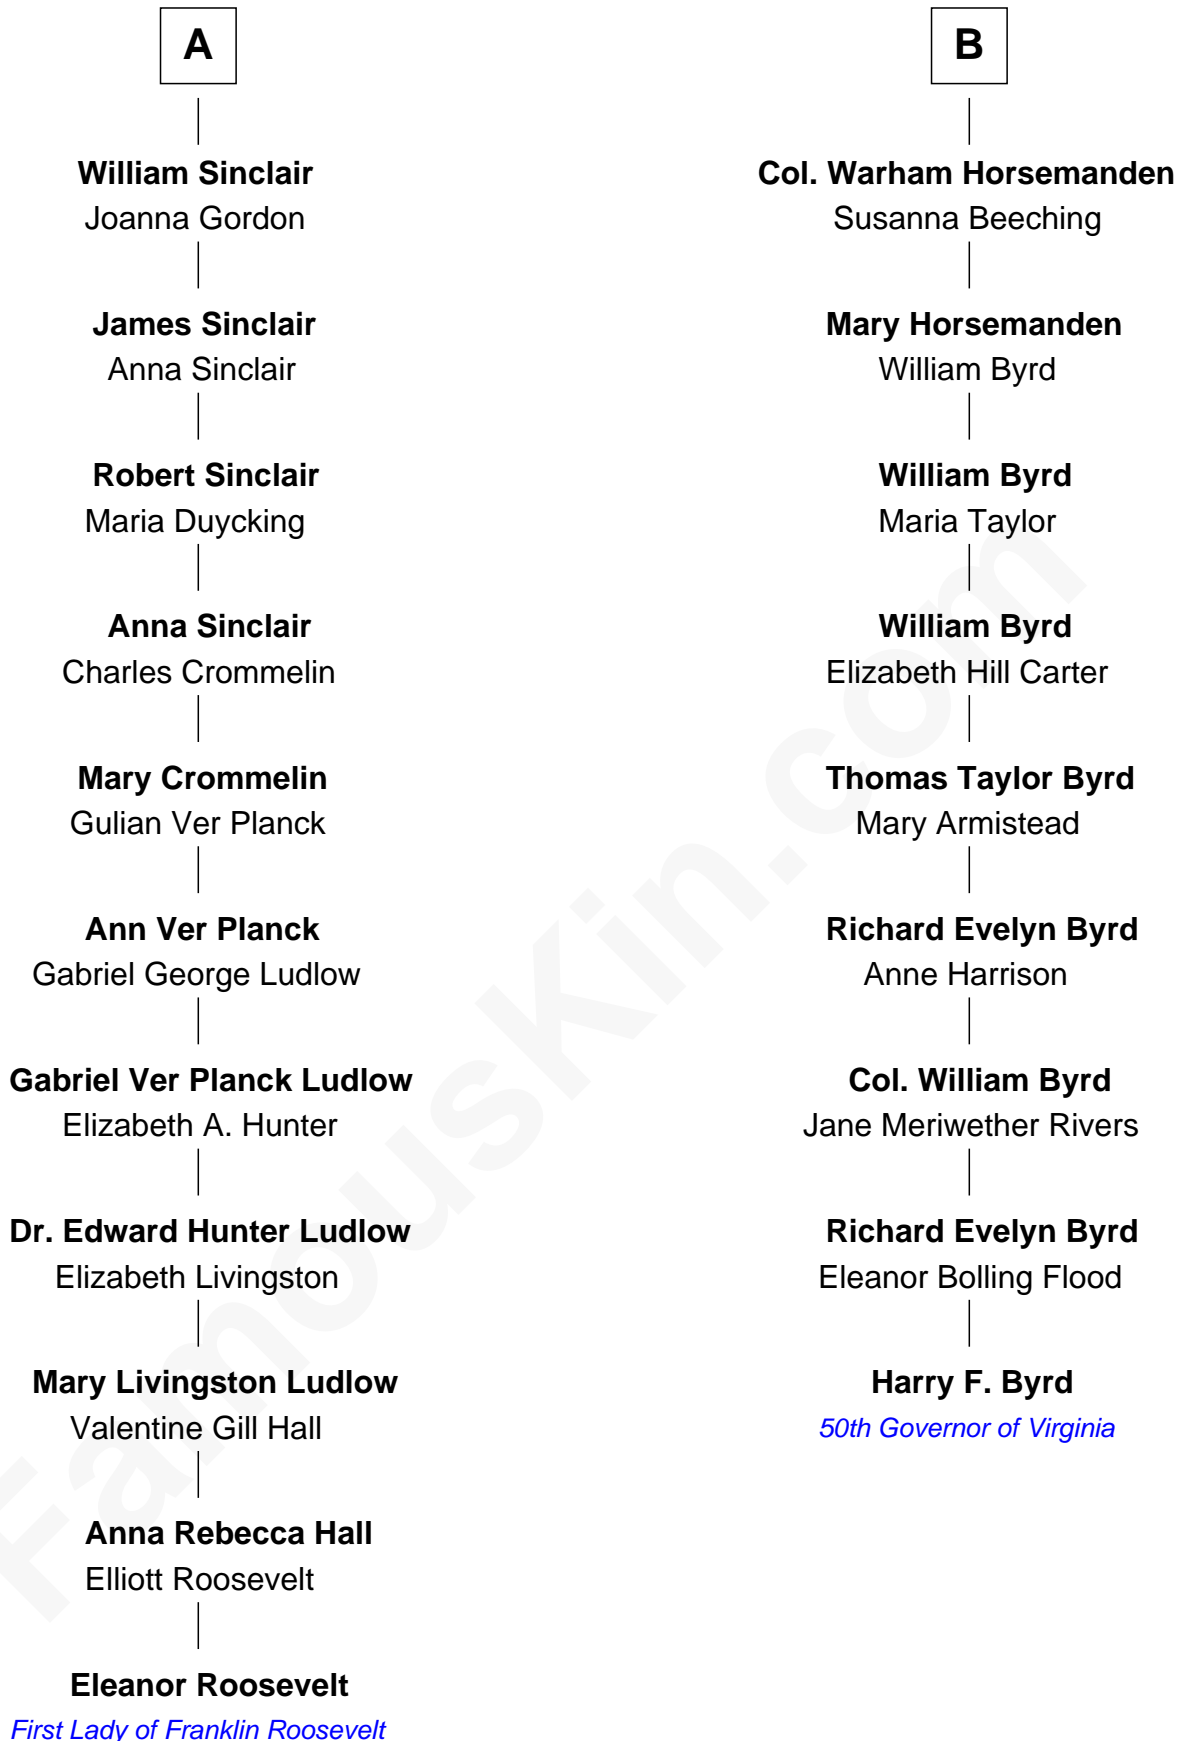 A
William Sinclair
Joanna Gordon
James Sinclair
Anna Sinclair
Robert Sinclair
Maria Duycking
Anna Sinclair
Charles Crommelin
Mary Crommelin
Gulian Ver Planck
Ann Ver Planck
Gabriel George Ludlow
Gabriel Ver Planck Ludlow
Elizabeth A. Hunter
Dr. Edward Hunter Ludlow
Elizabeth Livingston
Mary Livingston Ludlow
Valentine Gill Hall
Anna Rebecca Hall
Elliott Roosevelt
Eleanor Roosevelt
First Lady of Franklin Roosevelt
B
Col. Warham Horsemanden
Susanna Beeching
Mary Horsemanden
William Byrd
William Byrd
Maria Taylor
William Byrd
Elizabeth Hill Carter
Thomas Taylor Byrd
Mary Armistead
Richard Evelyn Byrd
Anne Harrison
Col. William Byrd
Jane Meriwether Rivers
Richard Evelyn Byrd
Eleanor Bolling Flood
Harry F. Byrd
50th Governor of Virginia
FamousKin.com